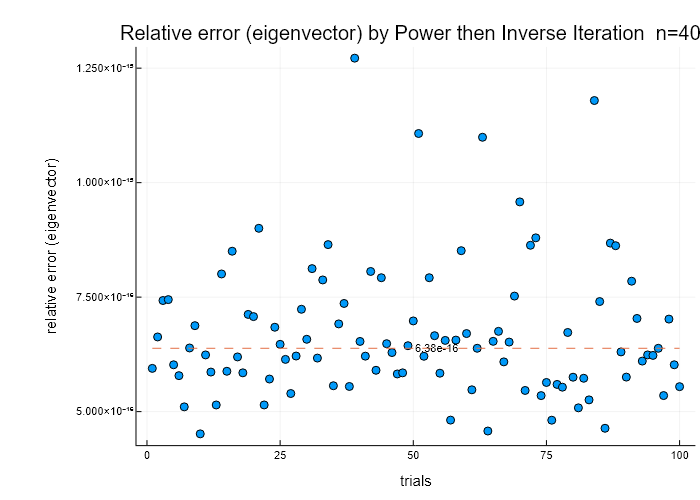 Relative error (eigenvector) by Power then Inverse Iteration n=40
1.250×10⁻¹⁵
1.000×10⁻¹⁵
7.500×10⁻¹⁶
5.000×10⁻¹⁶
relative error (eigenvector)
6.38e-16
0 25 50 75 100
trials